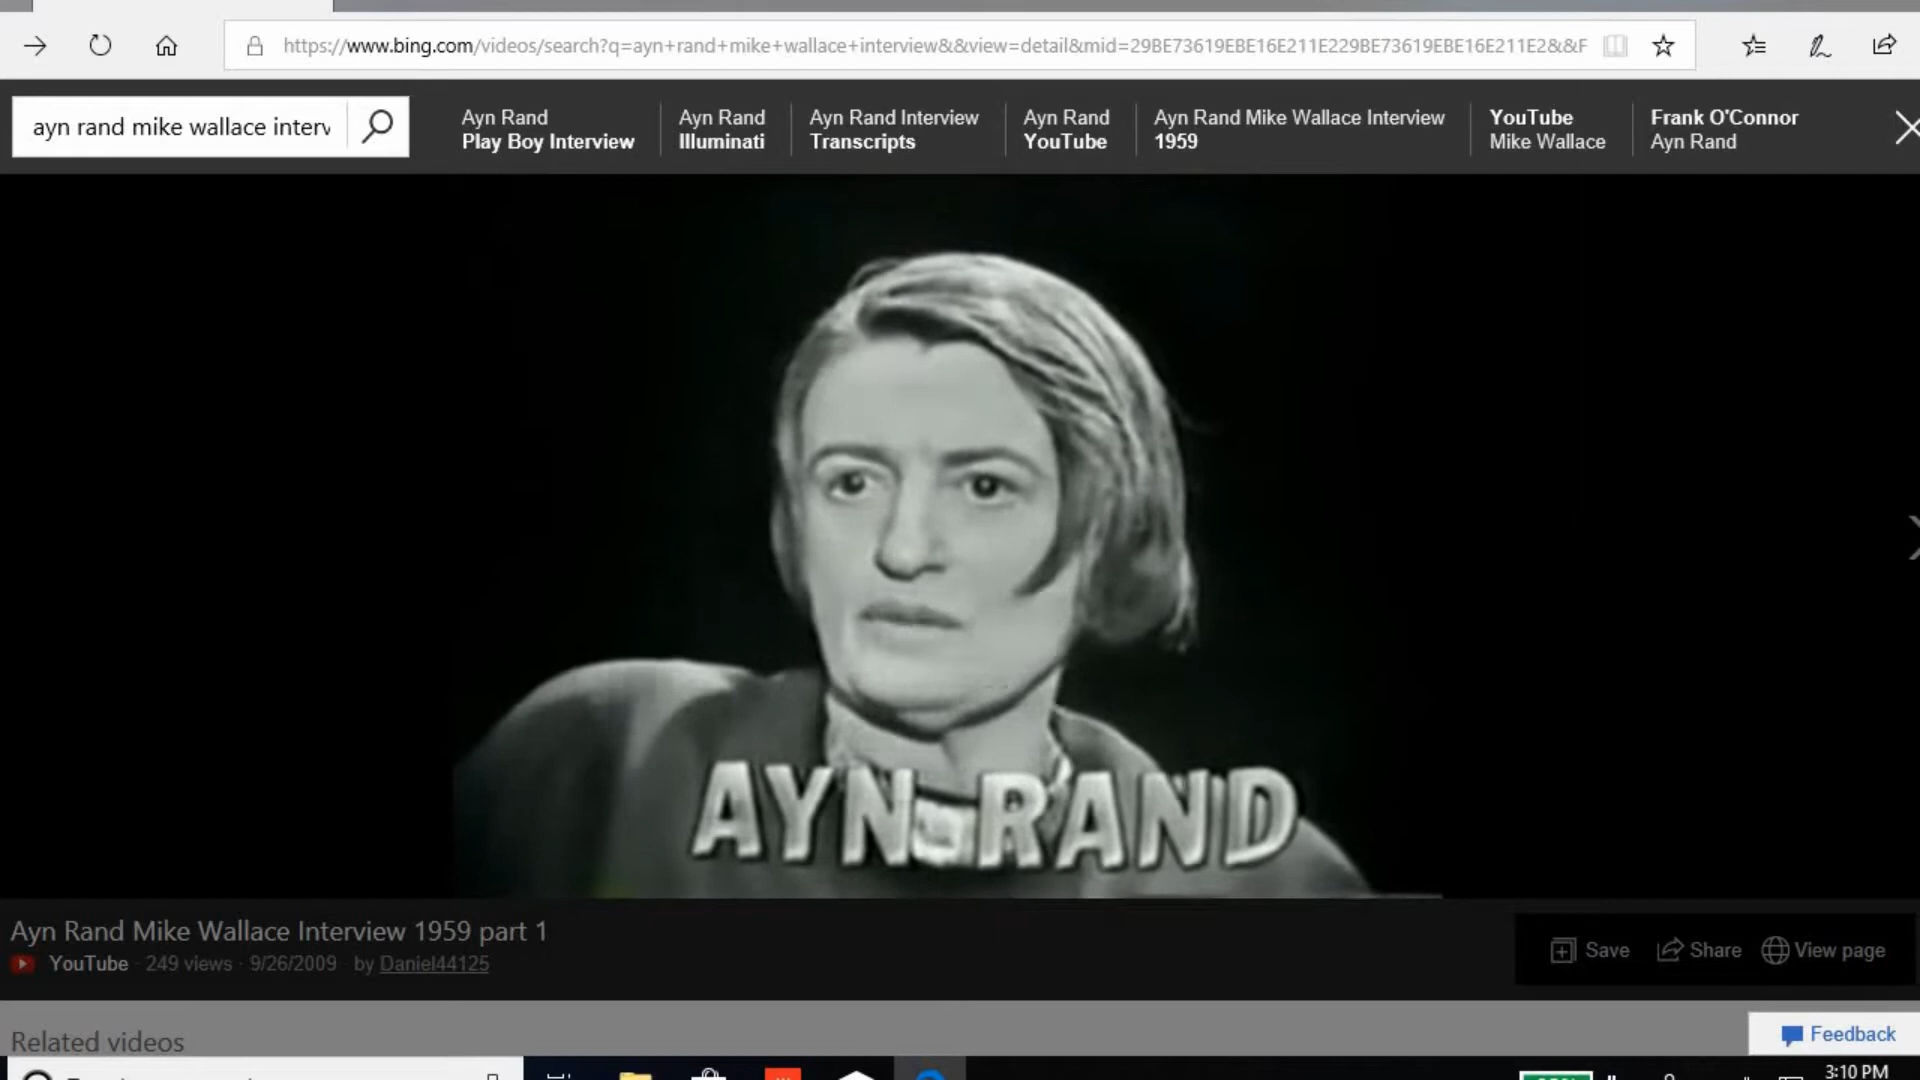 https://www.bing.com/videos/search?q=ayn+rand+mike+wallace+interview&&view=detail&mid=29BE73619EBE16E211E229BE73619EBE16E211E2&&F
ayn rand mike wallace interv
Ayn Rand
Play Boy Interview
Ayn Rand
Illuminati
Ayn Rand Interview
Transcripts
Ayn Rand
YouTube
Ayn Rand Mike Wallace Interview
1959
YouTube
Mike Wallace
Frank O'Connor
Ayn Rand
AYN RAND
Ayn Rand Mike Wallace Interview 1959 part 1
YouTube · 249 views · 9/26/2009 · by Daniel44125
Save
Share
View page
Related videos
Feedback
3:10 PM